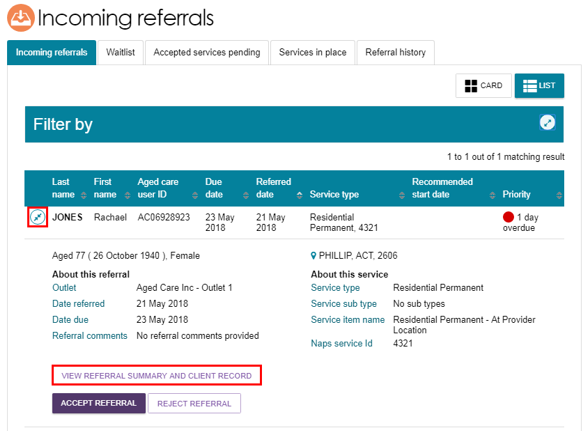 Incoming referrals
Incoming referrals Waitlist Accepted services pending Services in place Referral history
CARD LIST
Filter by
1 to 1 out of 1 matching result
Last name First name Aged care user ID Due date Referred date Service type Recommended start date Priority
JONES Rachael AC06928923 23 May 2018 21 May 2018 Residential Permanent, 4321 1 day overdue
Aged 77 ( 26 October 1940 ), Female
PHILLIP, ACT, 2606
About this referral
Outlet Aged Care Inc - Outlet 1
Date referred 21 May 2018
Date due 23 May 2018
Referral comments No referral comments provided
About this service
Service type Residential Permanent
Service sub type No sub types
Service item name Residential Permanent - At Provider Location
Naps service Id 4321
VIEW REFERRAL SUMMARY AND CLIENT RECORD
ACCEPT REFERRAL REJECT REFERRAL